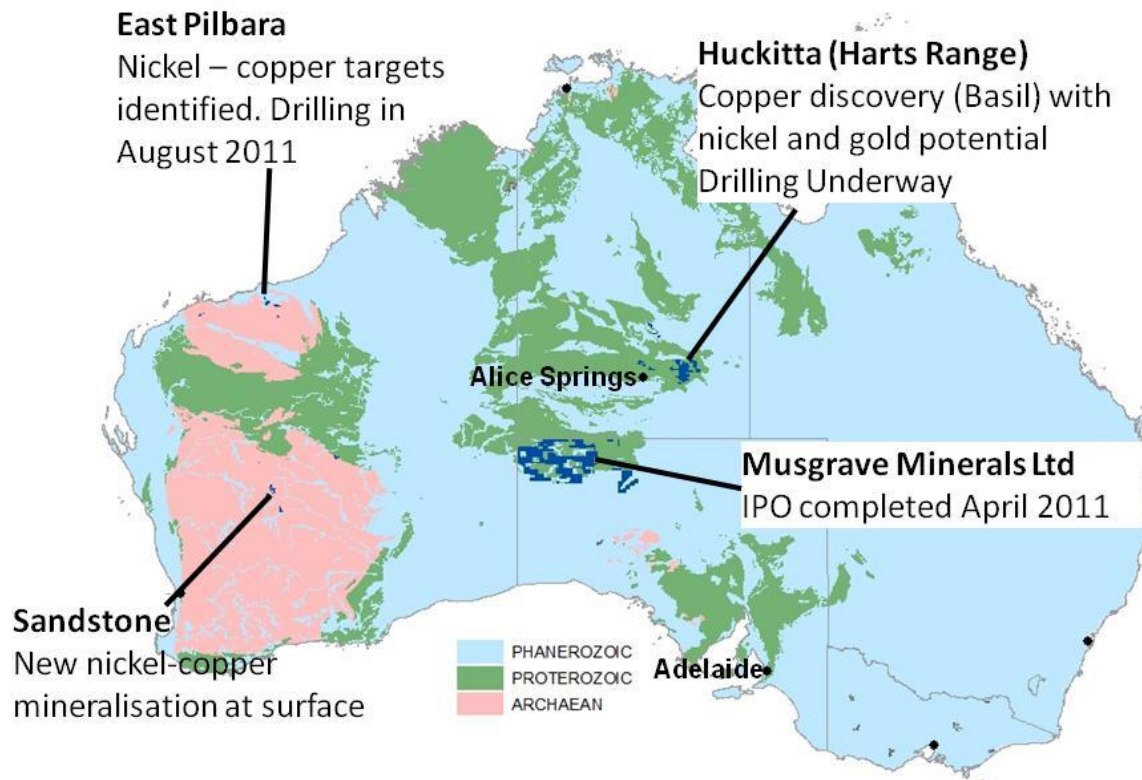 East Pilbara
Nickel – copper targets
identified. Drilling in
August 2011
Huckitta (Harts Range)
Copper discovery (Basil) with
nickel and gold potential
Drilling Underway
Alice Springs
Musgrave Minerals Ltd
IPO completed April 2011
Sandstone
New nickel-copper
mineralisation at surface
PHANEROZOIC
PROTEROZOIC
ARCHAEAN
Adelaide